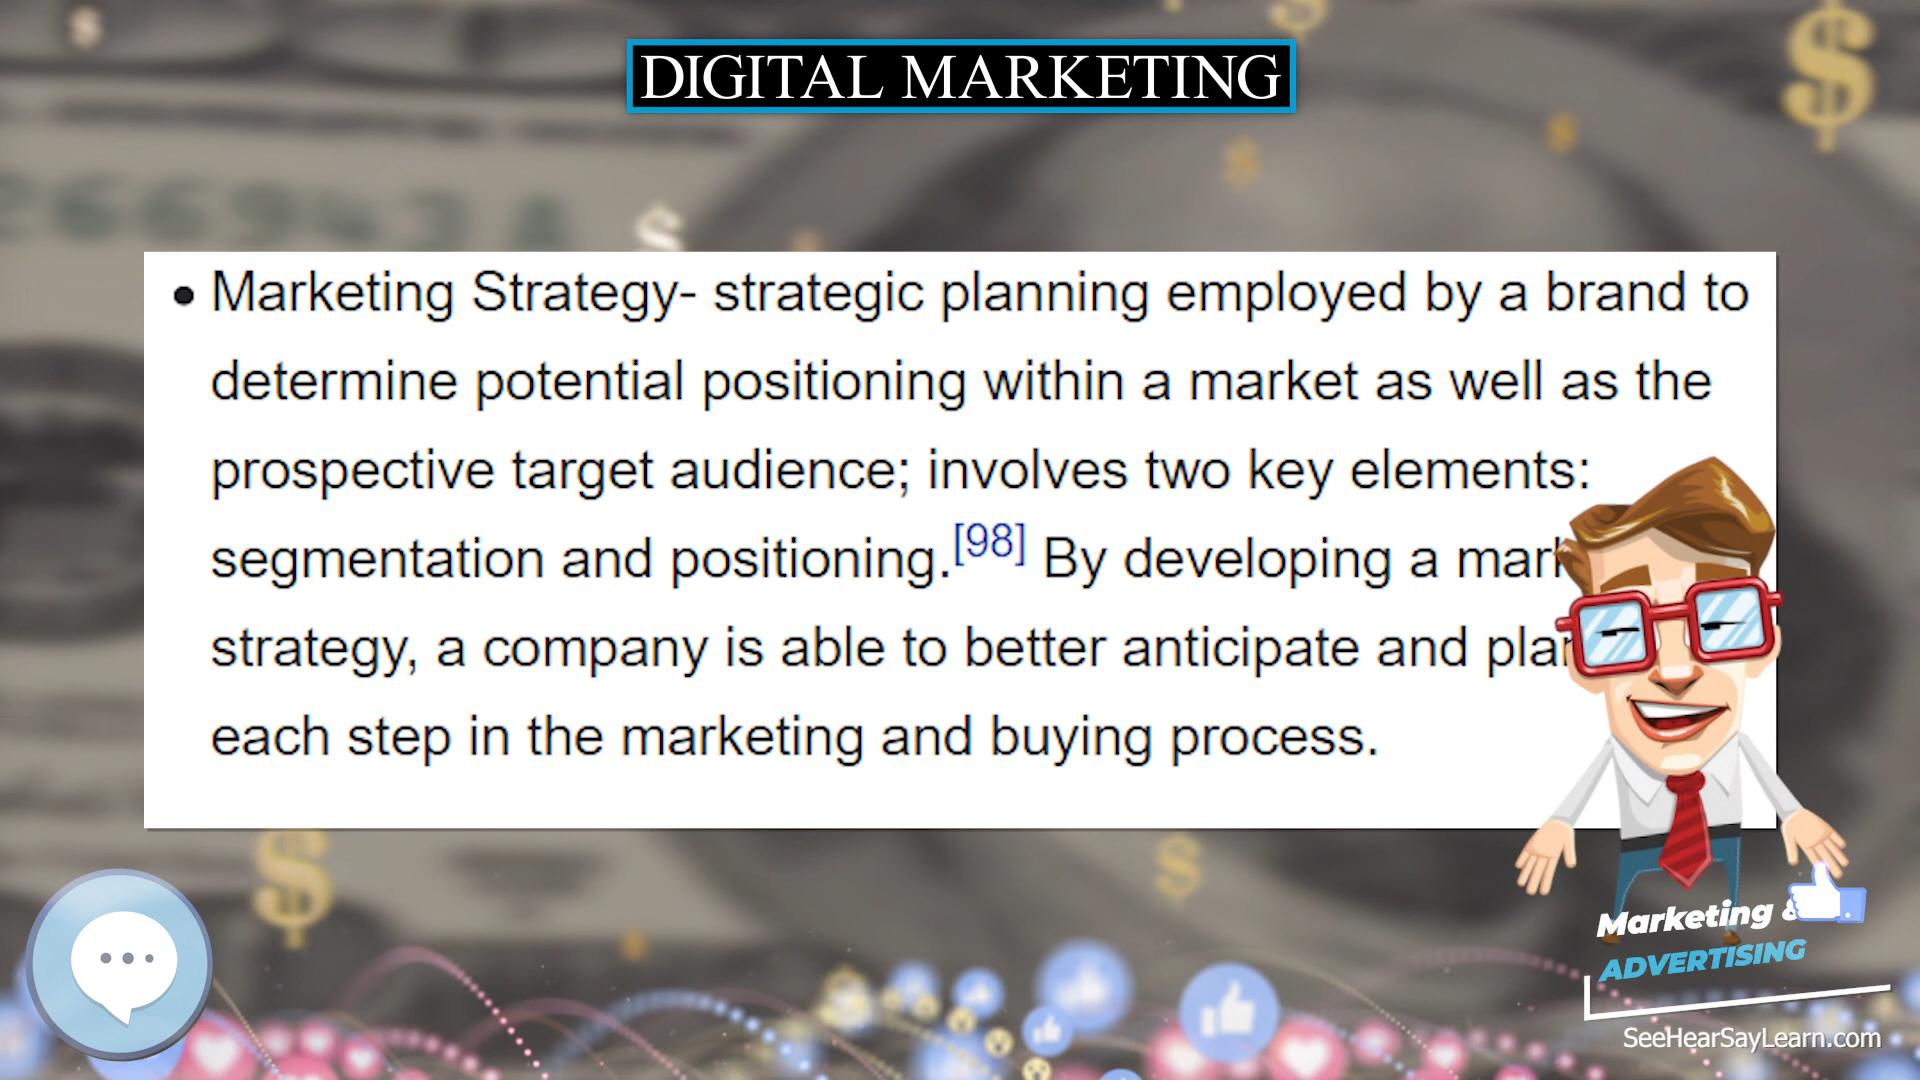 DIGITAL MARKETING
• Marketing Strategy- strategic planning employed by a brand to
determine potential positioning within a market as well as the
prospective target audience; involves two key elements:
segmentation and positioning.[98] By developing a
strategy, a company is able to better anticipate and
each step in the marketing and buying process.
Marketing &
ADVERTISING
SeeHearSayLearn.com